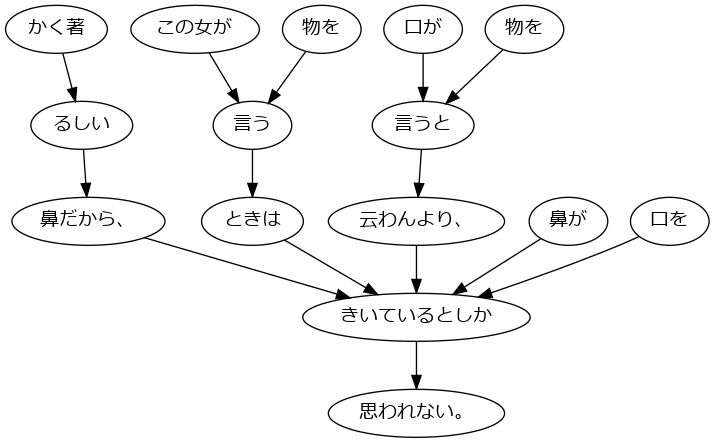 かく著
この女が
物を
口が
物を
るしい
言う
言うと
鼻だから、
ときは
云わんより、
鼻が
口を
きいているとしか
思われない。